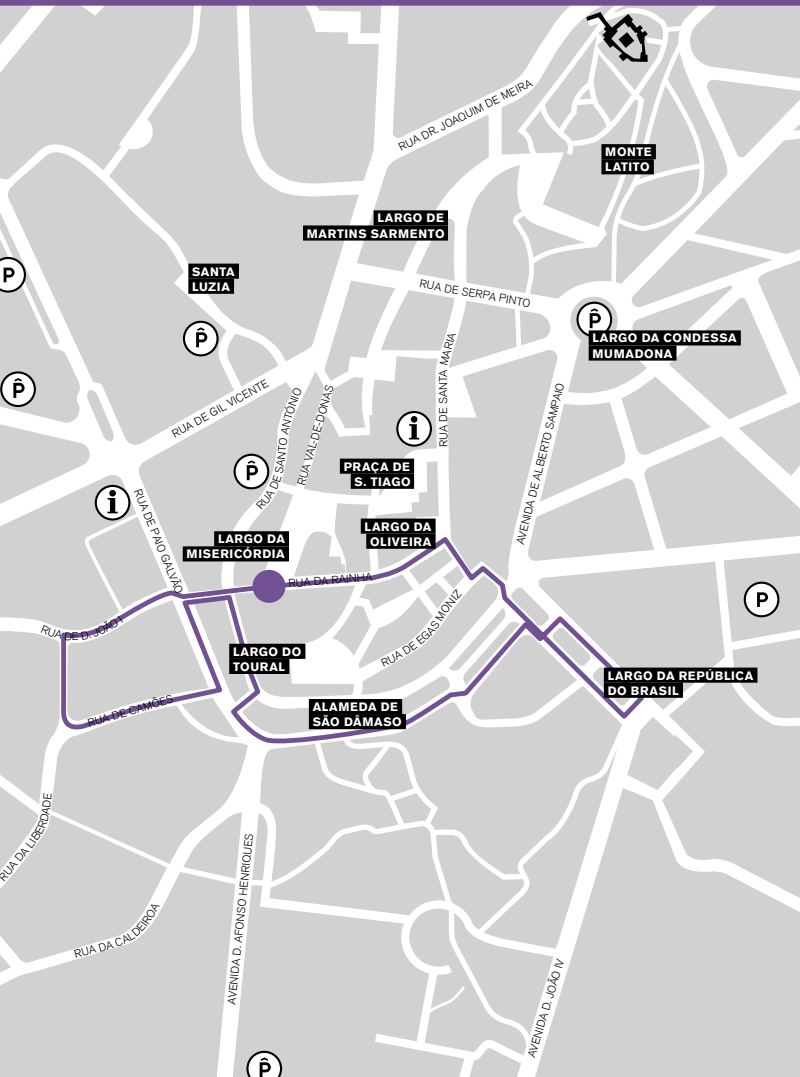 RUA DR. JOAQUIM DE MEIRA
MONTE
LATITO
LARGO DE
MARTINS SARMENTO
SANTA
LUZIA
P
RUA DE SERPA PINTO
P̂
LARGO DA CONDESSA
MUMADONA
P̂
P̂
RUA DE GIL VICENTE
RUA DE SANTO ANTÓNIO
RUA VAL-DE-DONAS
RUA DE SANTA MARIA
AVENIDA DE ALBERTO SAMPAIO
i
P̂
PRAÇA DE
S. TIAGO
i
RUA DE PAIO GALVÃO
LARGO DA
MISERICÓRDIA
LARGO DA
OLIVEIRA
RUA DA RAINHA
P
RUA DE D. JOÃO I
RUA DE EGAS MONIZ
LARGO DO
TOURAL
LARGO DA REPÚBLICA
DO BRASIL
RUA DE CAMÕES
ALAMEDA DE
SÃO DÂMASO
RUA DA LIBERDADE
AVENIDA D. AFONSO HENRIQUES
RUA DA CALDEIROA
AVENIDA D. JOÃO IV
P̂